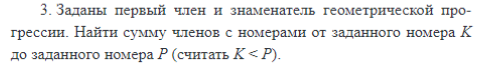 3. Заданы первый член и знаменатель геометрической про-
грессии. Найти сумму членов с номерами от заданного номера K
до заданного номера P (считать K < P).